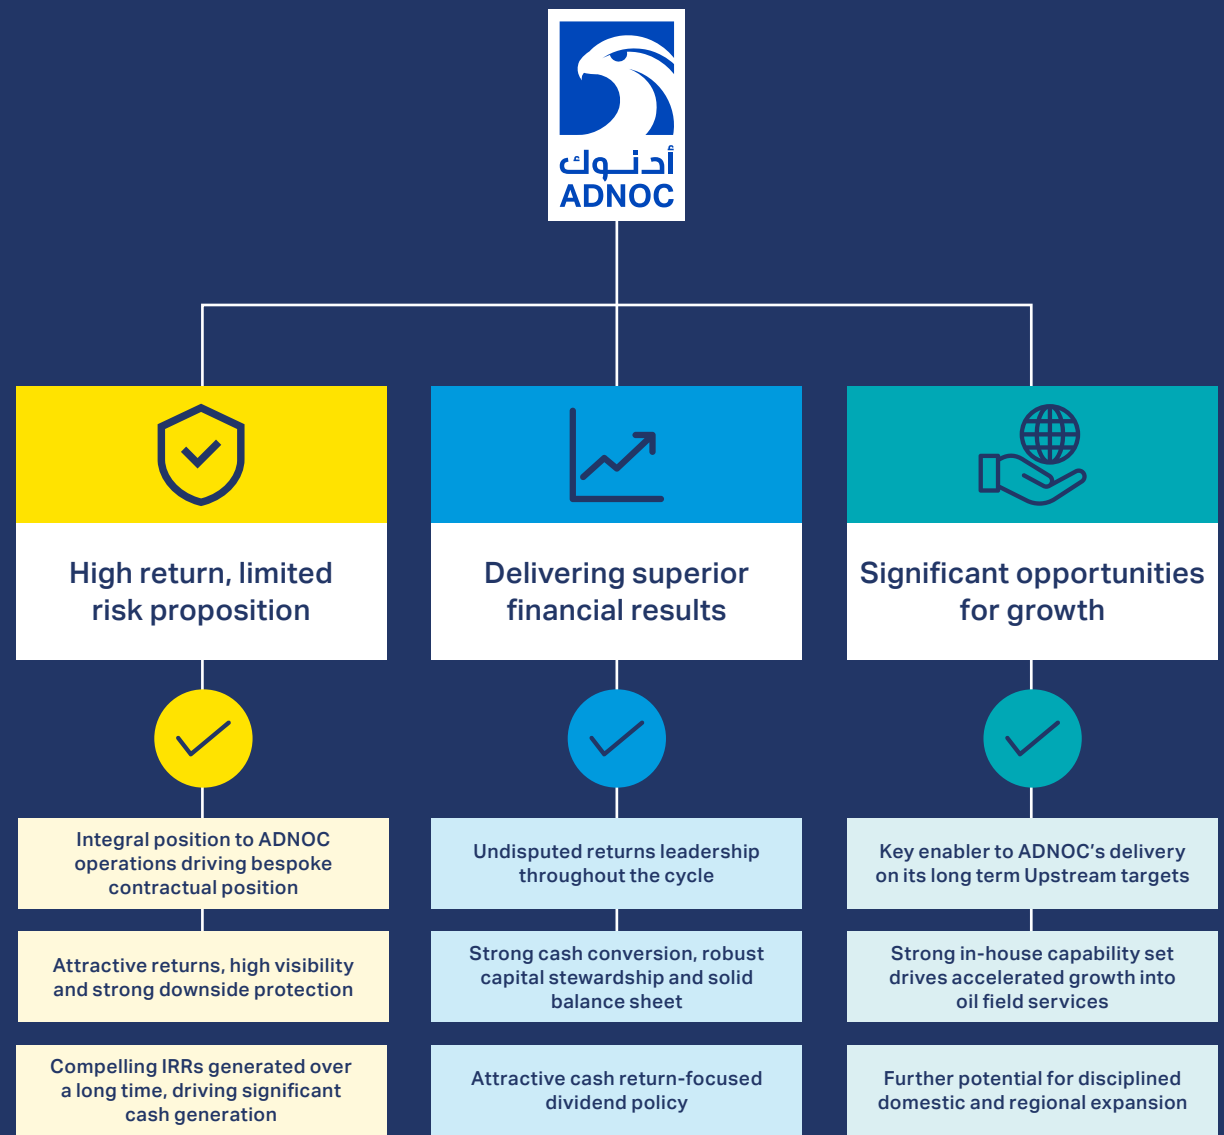 أدنوك
ADNOC
High return, limited
risk proposition
Integral position to ADNOC
operations driving bespoke
contractual position
Attractive returns, high visibility
and strong downside protection
Compelling IRRs generated over
a long time, driving significant
cash generation
Delivering superior
financial results
Undisputed returns leadership
throughout the cycle
Strong cash conversion, robust
capital stewardship and solid
balance sheet
Attractive cash return-focused
dividend policy
Significant opportunities
for growth
Key enabler to ADNOC's delivery
on its long term Upstream targets
Strong in-house capability set
drives accelerated growth into
oil field services
Further potential for disciplined
domestic and regional expansion